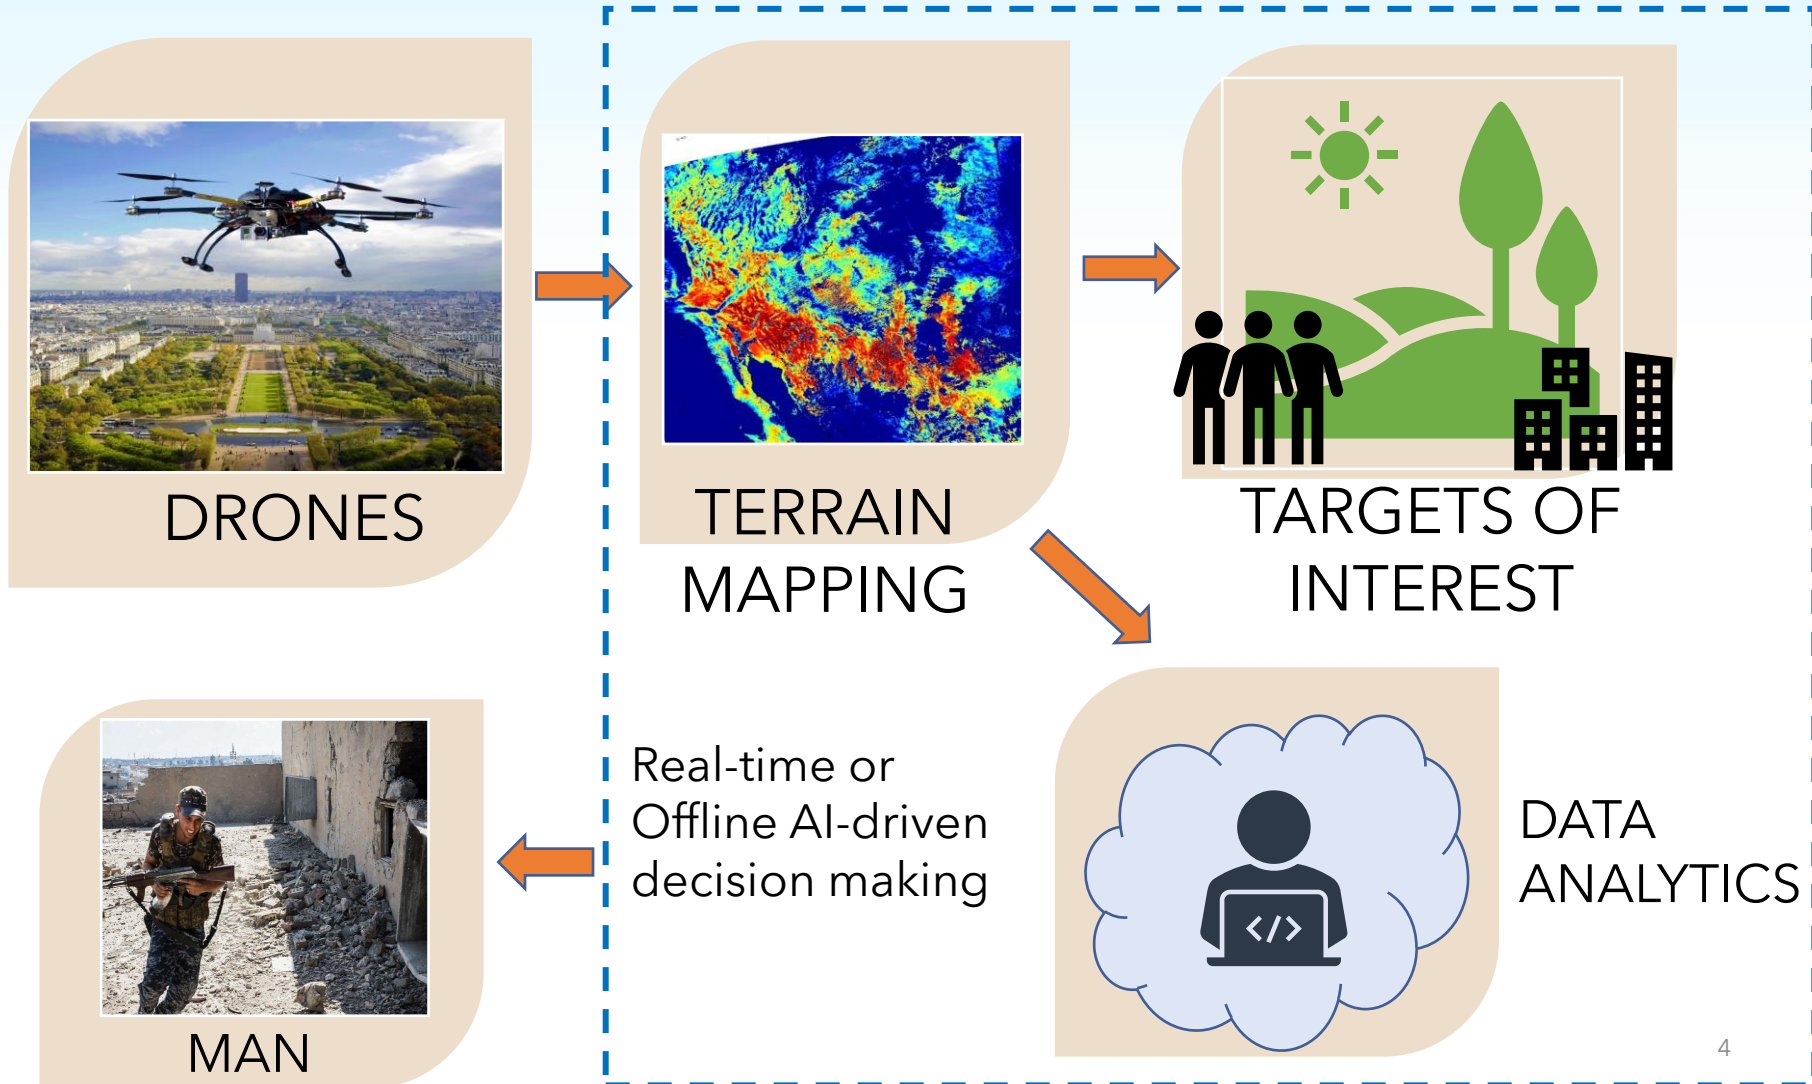 DRONES
TERRAIN
MAPPING
TARGETS OF
INTEREST
Real-time or
Offline AI-driven
decision making
</>
DATA
ANALYTICS
MAN
4